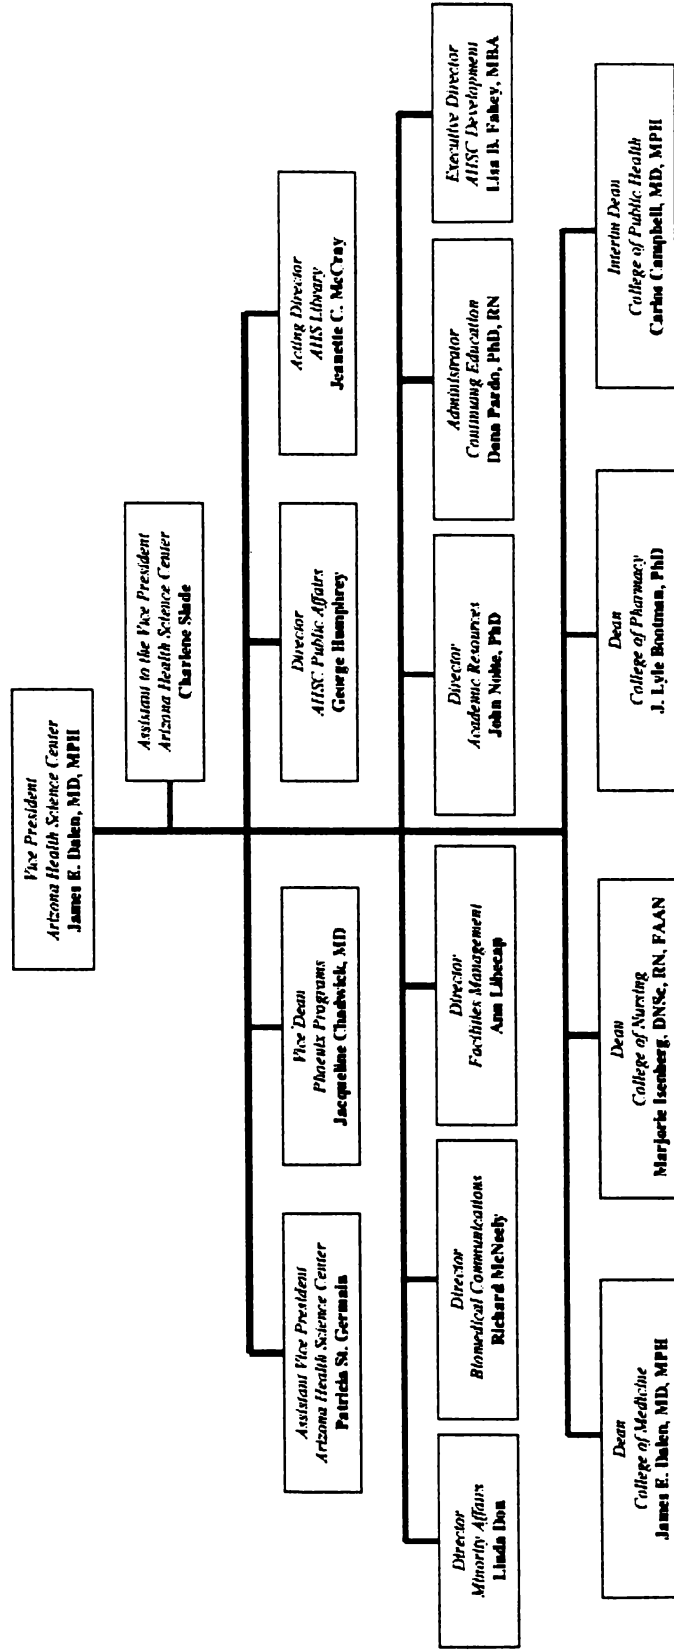 Vice President
Arizona Health Science Center
James E. Dalen, MD, MPH
Assistant to the Vice President
Arizona Health Science Center
Charlene Slade
Assistant Vice President
Arizona Health Science Center
Patricia St. Germain
Vice Dean
Phoenix Programs
Jacqueline Chadwick, MD
Director
AHSC Public Affairs
George Humphrey
Acting Director
AHS Library
Jeanette C. McCray
Director
Minority Affairs
Linda Don
Director
Biomedical Communications
Richard McNeely
Director
Facilities Management
Ann Libecap
Director
Academic Resources
John Nolte, PhD
Administrator
Continuing Education
Dana Pardo, PhD, RN
Executive Director
AHSC Development
Lisa B. Fahey, MBA
Dean
College of Medicine
James E. Dalen, MD, MPH
Dean
College of Nursing
Marjorie Isenberg, DNSc, RN, FAAN
Dean
College of Pharmacy
J. Lyle Bootman, PhD
Interim Dean
College of Public Health
Carlos Campbell, MD, MPH